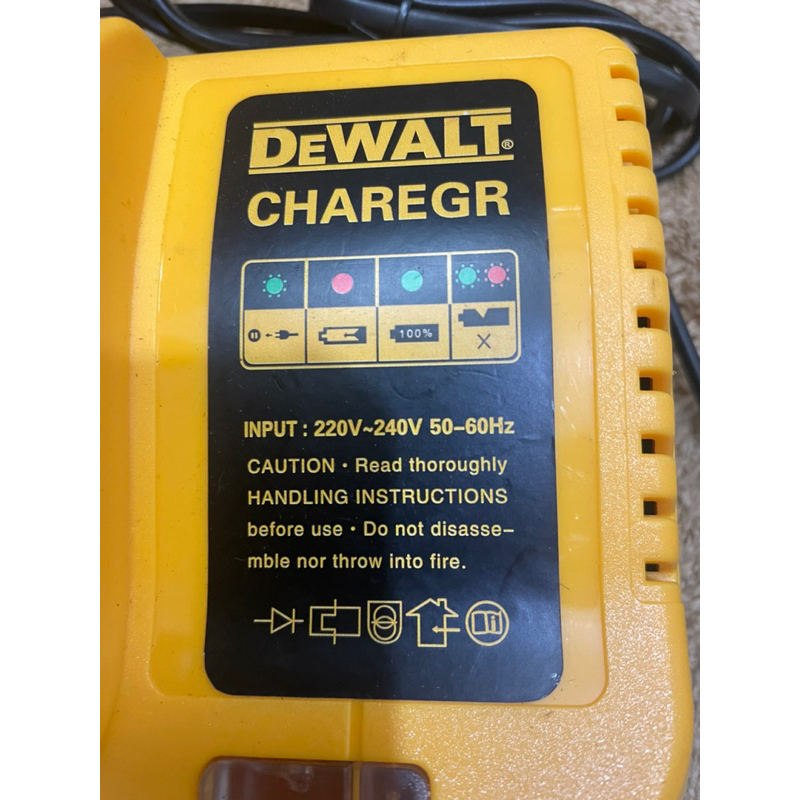 DEWALT®
CHAREGR
100%
INPUT : 220V~240V 50-60Hz
CAUTION · Read thoroughly
HANDLING INSTRUCTIONS
before use · Do not disasse-
mble nor throw into fire.